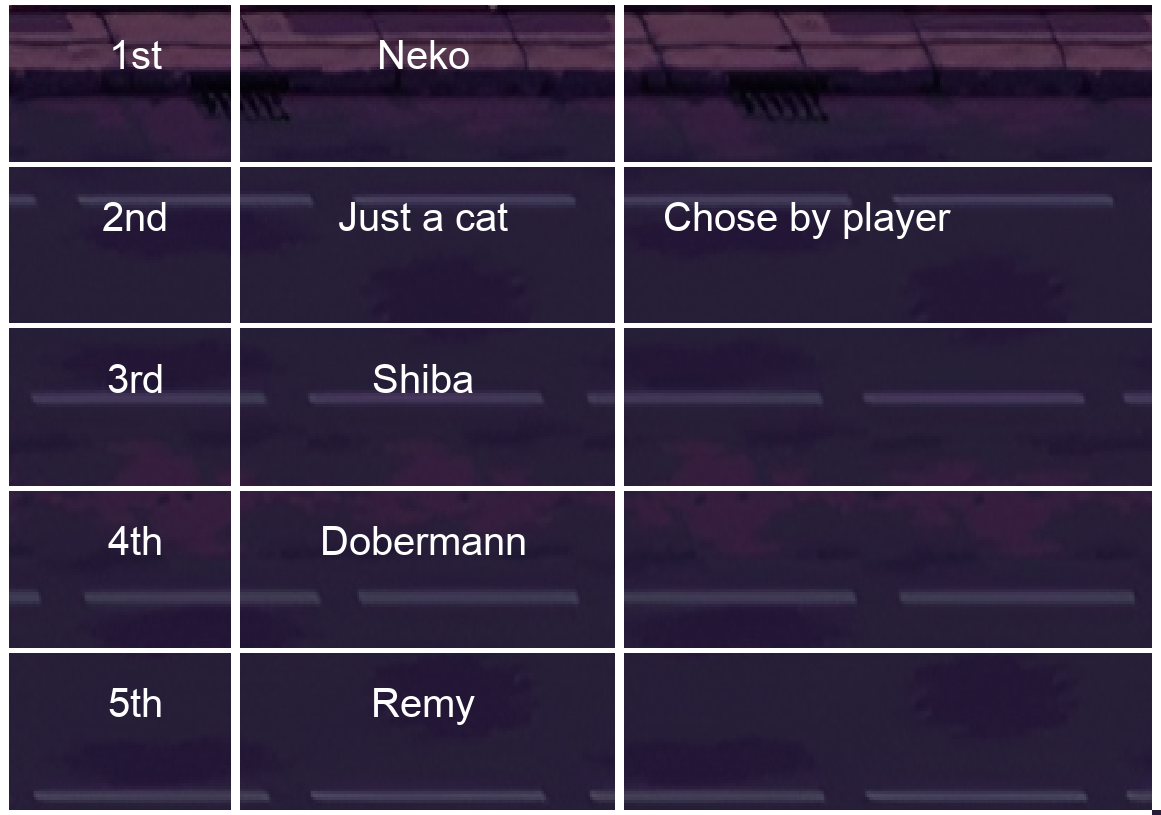 1st Neko
2nd Just a cat Chose by player
3rd Shiba
4th Dobermann
5th Remy